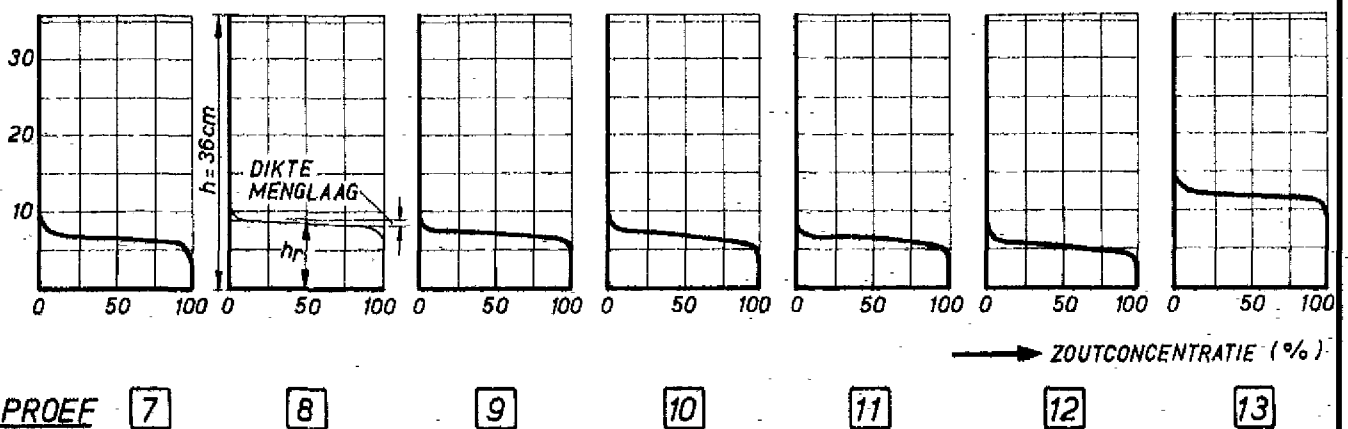 30
20
10
h=36cm
DIKTE
MENGLAAG
hr
0 50 100 0 50 100 0 50 100 0 50 100 0 50 100 0 50 100 0 50 100
ZOUTCONCENTRATIE (%)
PROEF 7 8 9 10 11 12 13